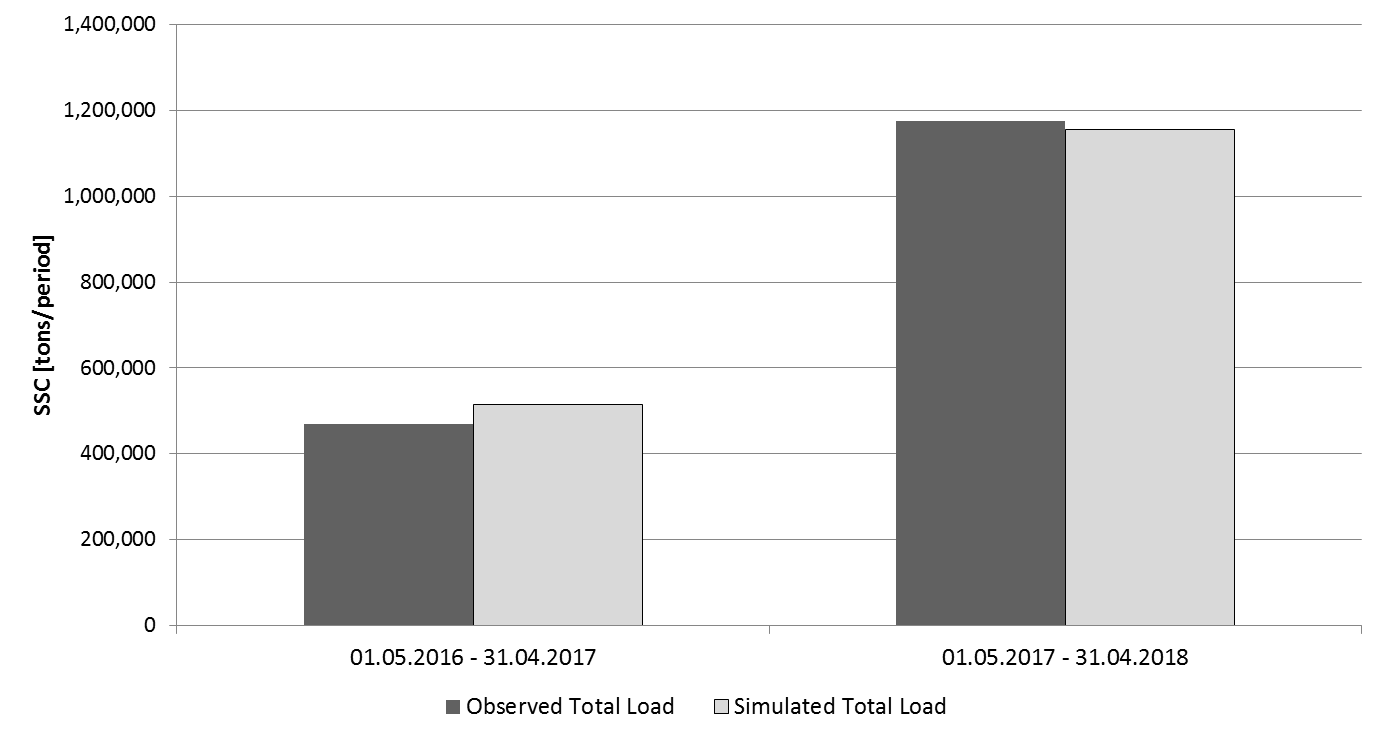 1,400,000
1,200,000
1,000,000
800,000
600,000
400,000
200,000
0
SSC [tons/period]
01.05.2016 - 31.04.2017
01.05.2017 - 31.04.2018
Observed Total Load
Simulated Total Load